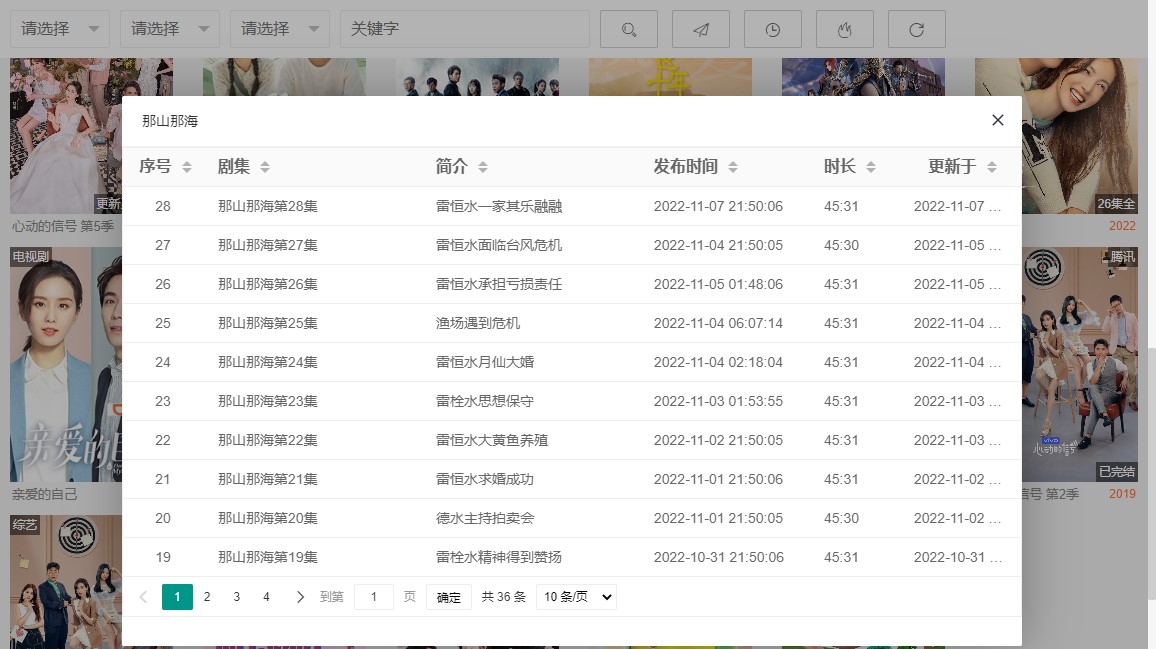 请选择 请选择 请选择 关键字
那山那海
序号 剧集 简介 发布时间 时长 更新于
28 那山那海第28集 雷恒水一家其乐融融 2022-11-07 21:50:06 45:31 2022-11-07 ...
27 那山那海第27集 雷恒水面临台风危机 2022-11-04 21:50:05 45:30 2022-11-05 ...
26 那山那海第26集 雷恒水承担亏损责任 2022-11-05 01:48:06 45:31 2022-11-05 ...
25 那山那海第25集 渔场遇到危机 2022-11-04 06:07:14 45:31 2022-11-04 ...
24 那山那海第24集 雷恒水月仙大婚 2022-11-04 02:18:04 45:31 2022-11-04 ...
23 那山那海第23集 雷栓水思想保守 2022-11-03 01:53:55 45:31 2022-11-03 ...
22 那山那海第22集 雷恒水大黄鱼养殖 2022-11-02 21:50:05 45:31 2022-11-03 ...
21 那山那海第21集 雷恒水求婚成功 2022-11-01 21:50:06 45:31 2022-11-02 ...
20 那山那海第20集 德水主持拍卖会 2022-11-01 21:50:05 45:30 2022-11-02 ...
19 那山那海第19集 雷栓水精神得到赞扬 2022-10-31 21:50:06 45:31 2022-10-31 ...
1 2 3 4 到第 1 页 确定 共 36 条 10 条/页
更新
心动的信号 第5季
26集全
2022
电视剧
亲爱的自
亲爱的自己
腾讯
vivo
心动的信号
已完结
信号 第2季 2019
综艺